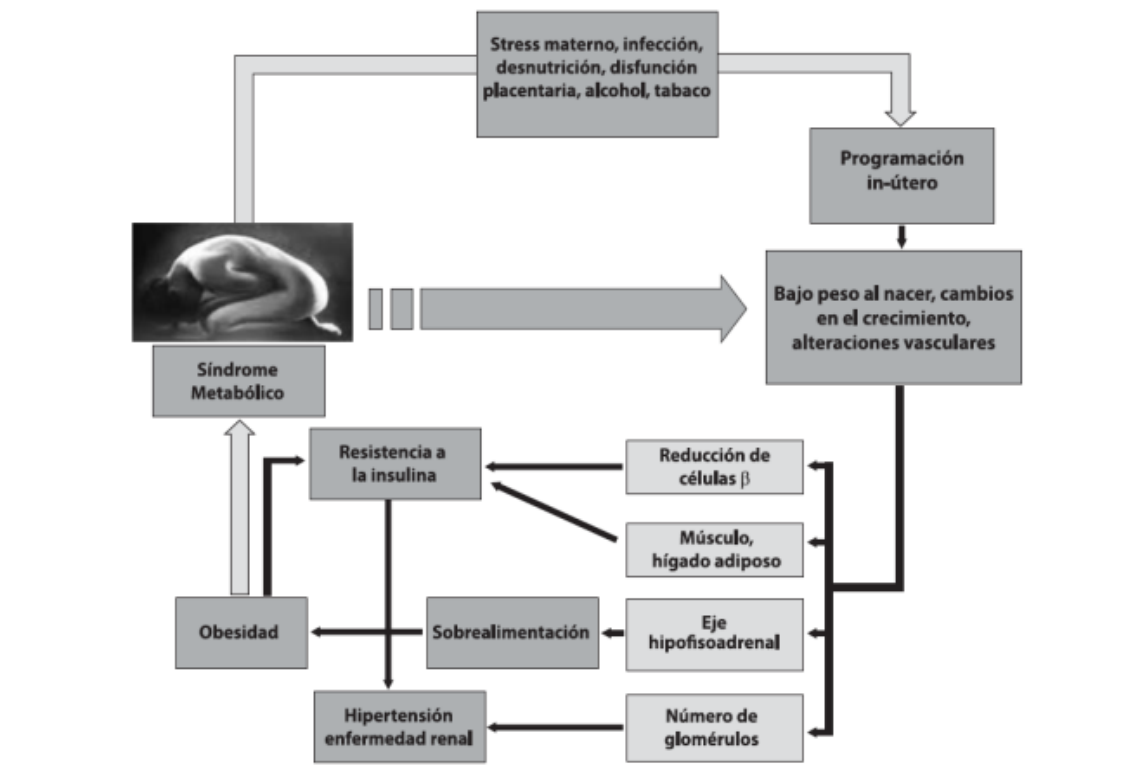 Stress materno, infección,
desnutrición, disfunción
placentaria, alcohol, tabaco
Programación
in-útero
Bajo peso al nacer, cambios
en el crecimiento,
alteraciones vasculares
Síndrome
Metabólico
Resistencia a
la insulina
Reducción de
células β
Músculo,
hígado adiposo
Obesidad
Sobrealimentación
Eje
hipofisoadrenal
Hipertensión
enfermedad renal
Número de
glomérulos